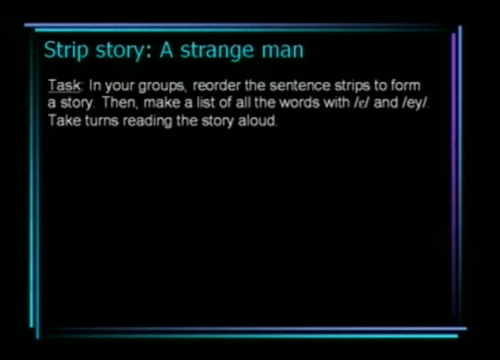 Strip story: A strange man
Task: In your groups, reorder the sentence strips to form
a story. Then, make a list of all the words with /ɛ/ and /ey/.
Take turns reading the story aloud.